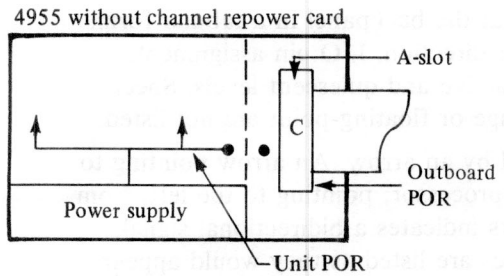 4955 without channel repower card
A-slot
C
Outboard
POR
Power supply
Unit POR